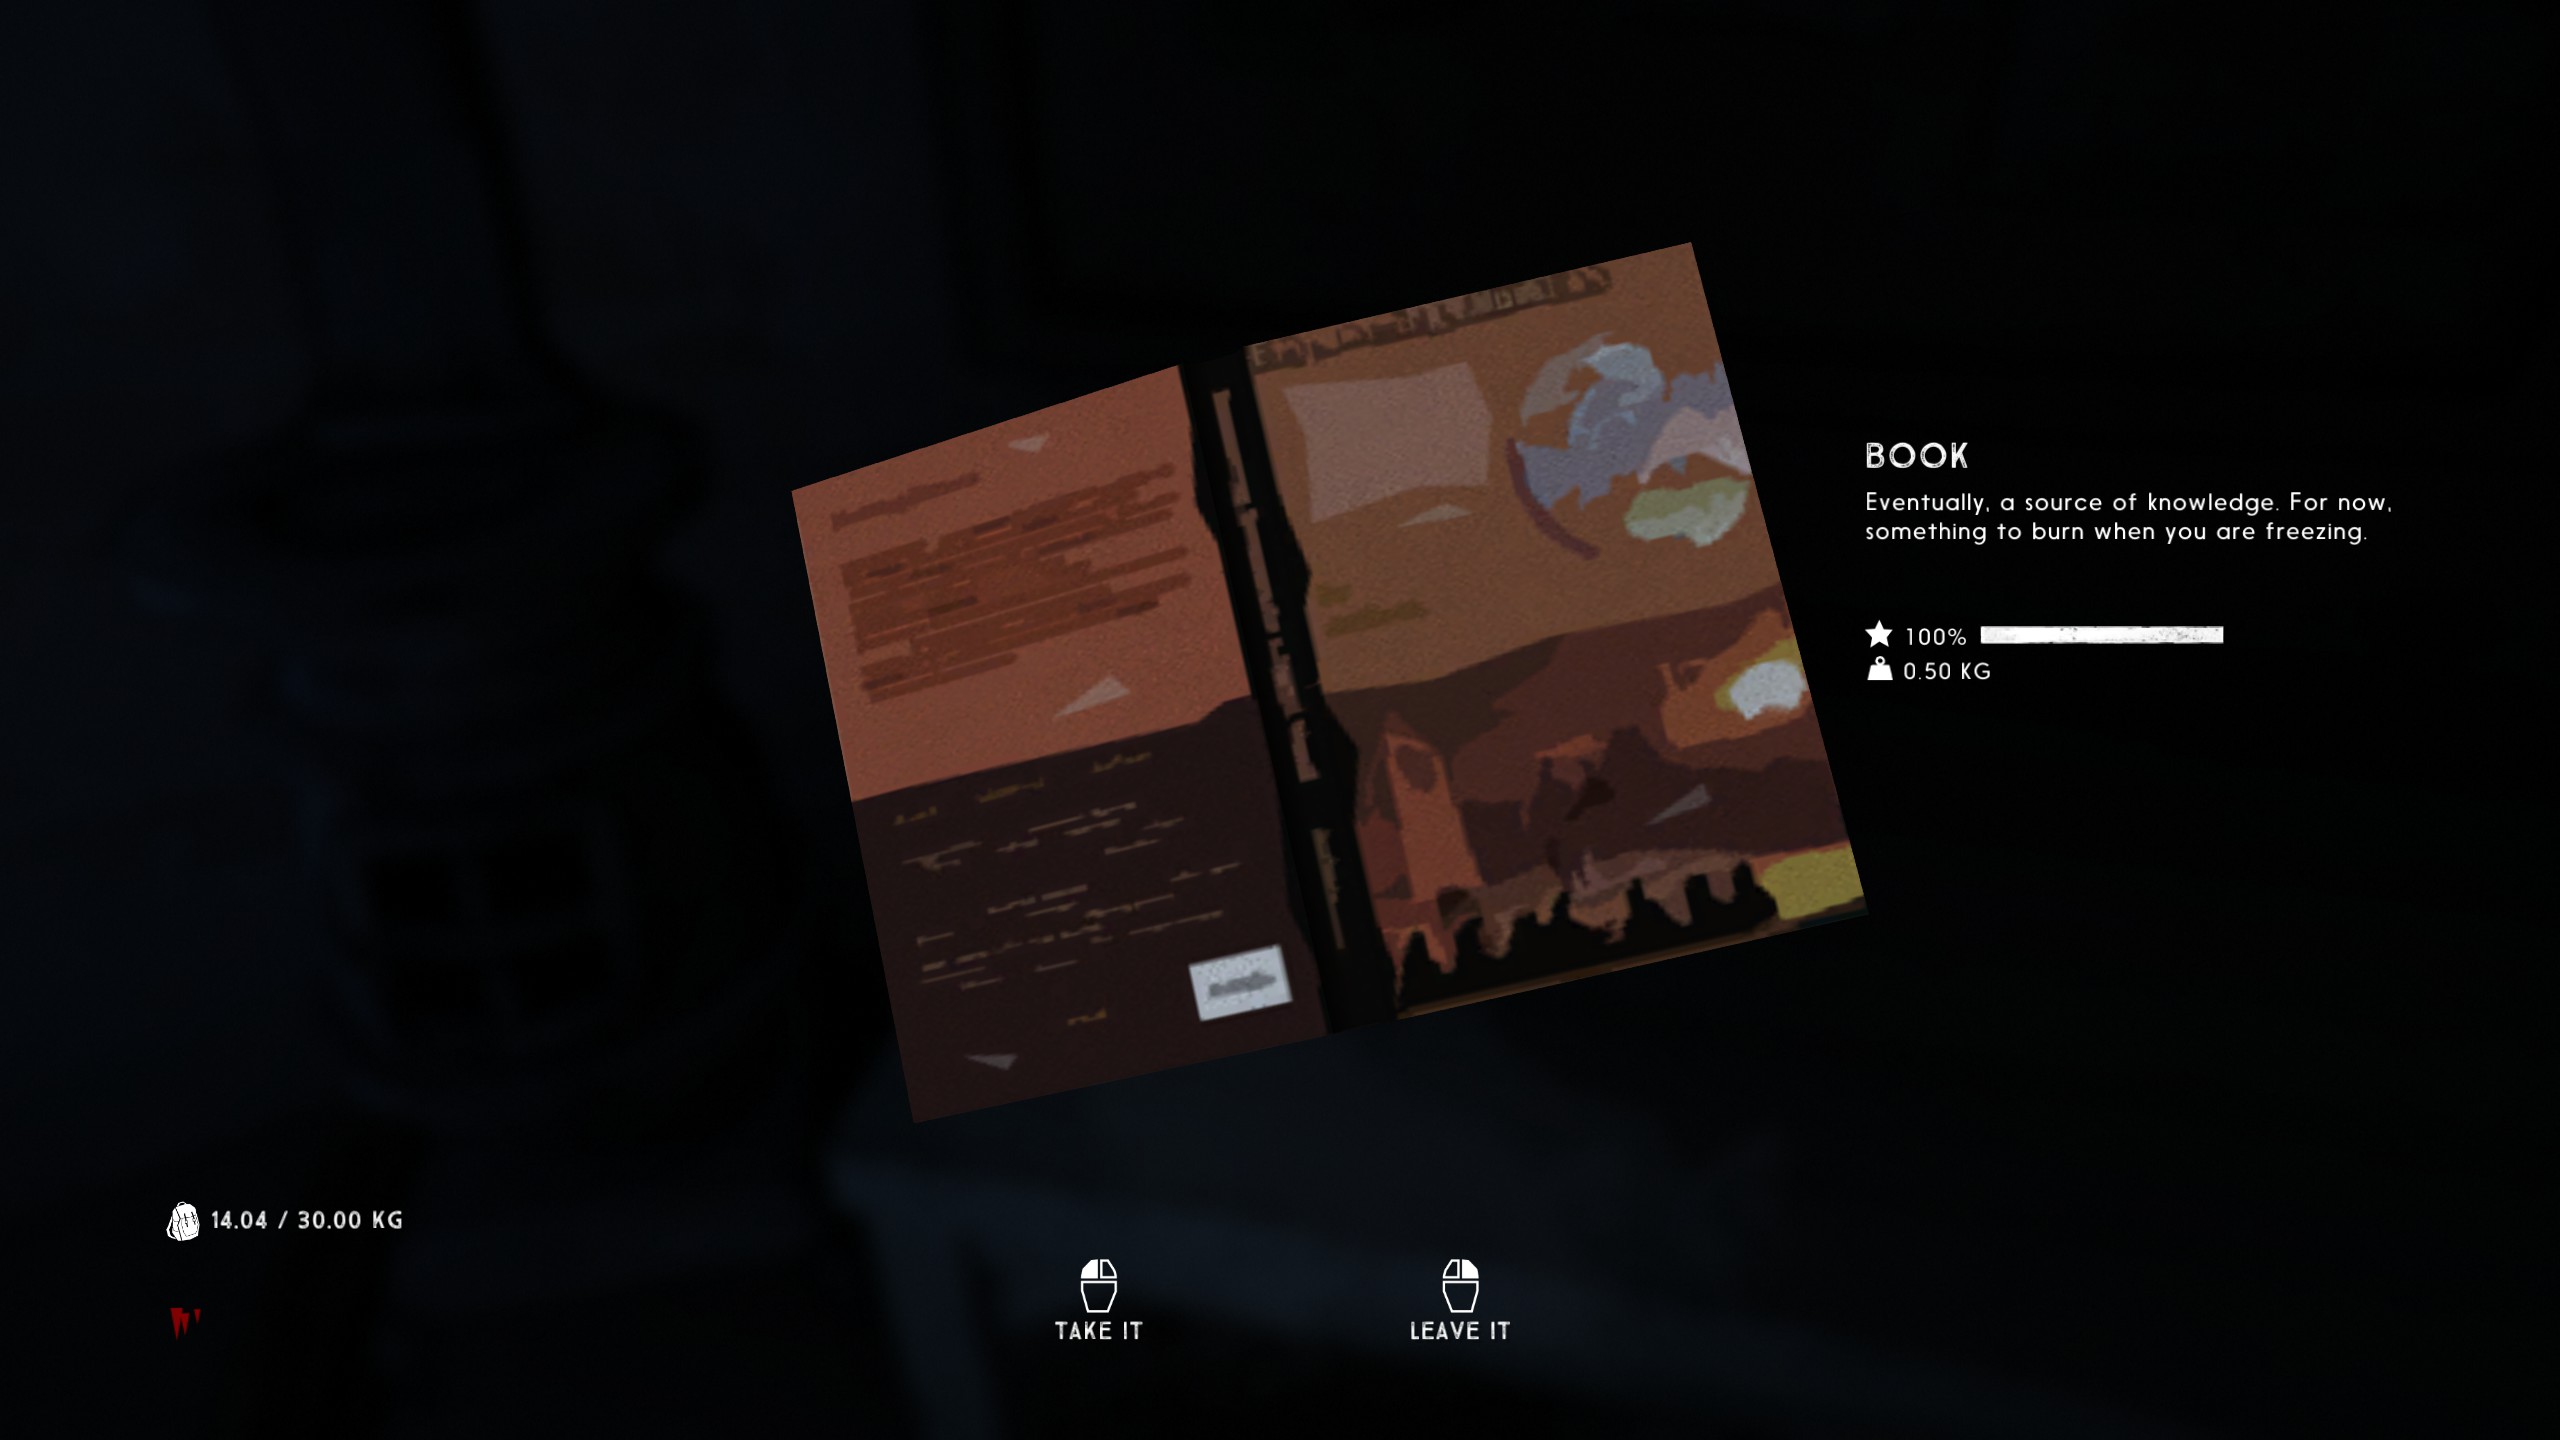 BOOK
Eventually, a source of knowledge. For now,
something to burn when you are freezing.
100%
0.50 KG
14.04 / 30.00 KG
TAKE IT
LEAVE IT